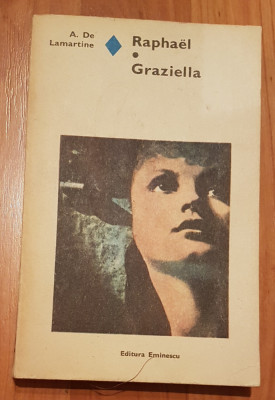 A. De
Lamartine
Raphaël
Graziella
Editura Eminescu